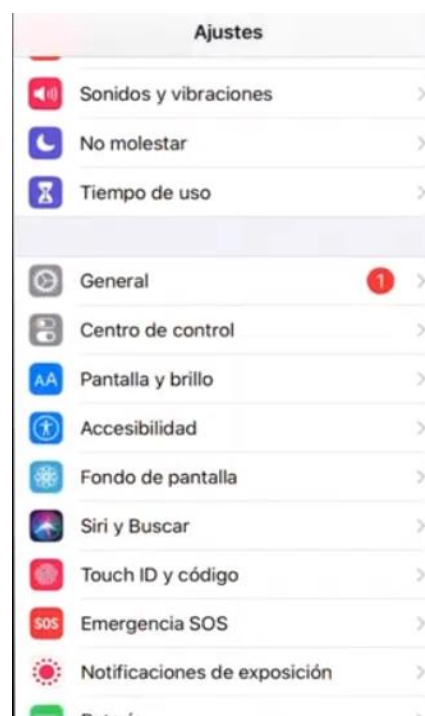 Ajustes
Sonidos y vibraciones
No molestar
Tiempo de uso
General 1
Centro de control
AA Pantalla y brillo
Accesibilidad
Fondo de pantalla
Siri y Buscar
Touch ID y código
SOS Emergencia SOS
Notificaciones de exposición